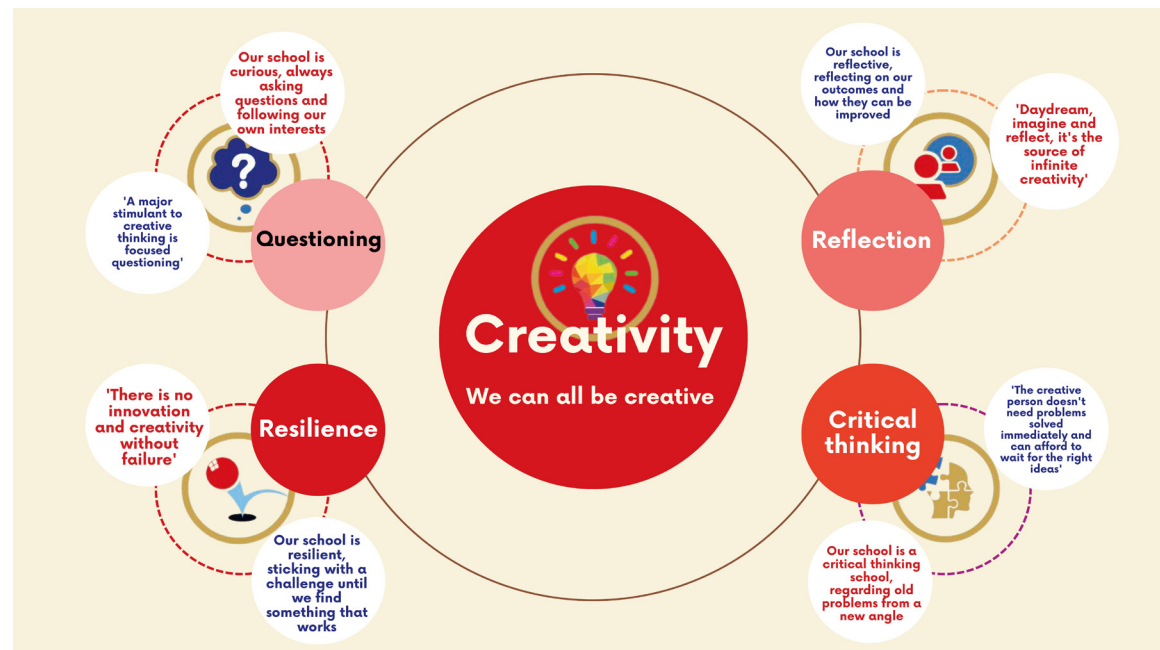 Our school is
curious, always
asking
questions and
following our
own interests
?
'A major
stimulant to
creative
thinking is
focused
questioning'
Questioning
Our school is
reflective,
reflecting on our
outcomes and
how they can be
improved
'Daydream,
imagine and
reflect, it's the
source of
infinite
creativity'
Reflection
Creativity
We can all be creative
'There is no
innovation
and creativity
without
failure'
Resilience
Our school is
resilient,
sticking with a
challenge until
we find
something that
works
Critical
thinking
'The creative
person doesn't
need problems
solved
immediately and
can afford to
wait for the right
ideas'
Our school is a
critical thinking
school,
regarding old
problems from a
new angle